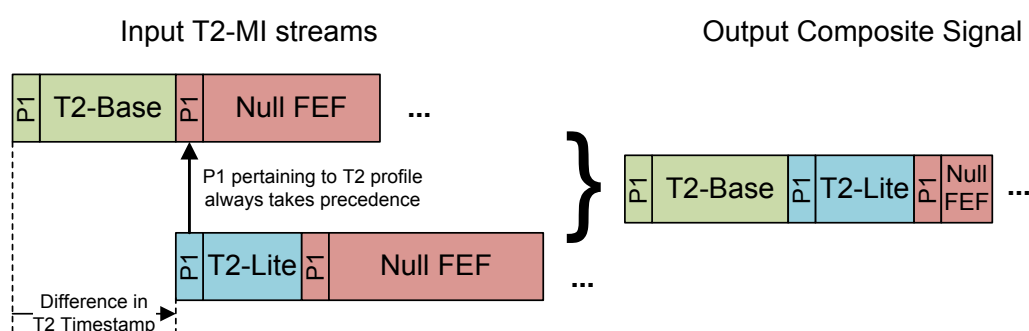 Input T2-MI streams
Output Composite Signal
P1 T2-Base P1 Null FEF ...
P1 pertaining to T2 profile
always takes precedence
}
P1 T2-Base P1 T2-Lite P1 Null
FEF ...
P1 T2-Lite P1 Null FEF ...
Difference in
T2 Timestamp